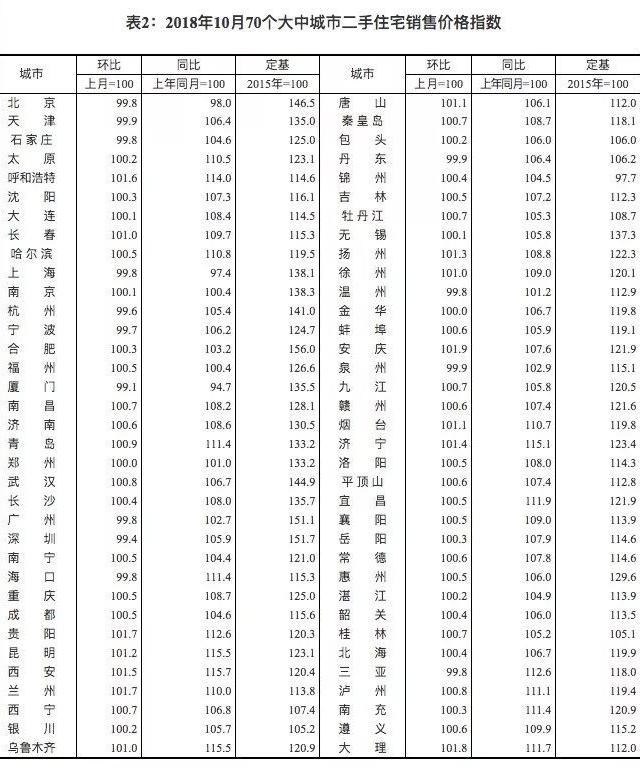 表2：2018年10月70个大中城市二手住宅销售价格指数
城市 环比 同比 定基 城市 环比 同比 定基
上月=100 上年同月=100 2015年=100 上月=100 上年同月=100 2015年=100
北京 99.8 98.0 146.5 唐山 101.1 106.1 112.0
天津 99.9 106.4 135.0 秦皇岛 100.7 108.7 118.1
石家庄 99.8 104.6 125.0 包头 100.2 106.0 106.0
太原 100.2 110.5 123.1 丹东 99.9 106.4 106.2
呼和浩特 101.6 114.0 114.6 锦州 100.4 104.5 97.7
沈阳 100.3 107.3 116.1 吉林 100.5 107.2 112.3
大连 100.1 108.4 114.5 牡丹江 100.7 105.3 108.7
长春 101.0 109.7 115.3 无锡 100.1 105.8 137.3
哈尔滨 100.5 110.8 119.5 扬州 101.3 108.8 122.3
上海 99.8 97.4 138.1 徐州 101.0 109.0 120.1
南京 100.1 100.4 138.3 温州 99.8 101.2 112.9
杭州 99.6 105.4 141.0 金华 100.0 106.7 119.8
宁波 99.7 106.2 124.7 蚌埠 100.6 105.9 119.1
合肥 100.3 103.2 156.0 安庆 101.9 107.6 121.9
福州 100.5 100.4 126.6 泉州 99.9 102.9 115.1
厦门 99.1 94.7 135.5 九江 100.7 105.8 120.5
南昌 100.7 108.2 128.1 赣州 100.6 107.4 121.6
济南 100.6 108.6 130.5 烟台 101.1 110.7 119.8
青岛 100.9 111.4 133.2 济宁 101.4 115.1 123.4
郑州 100.0 101.0 133.2 洛阳 100.5 108.0 114.3
武汉 100.8 106.7 144.9 平顶山 100.6 107.4 112.8
长沙 100.4 108.0 135.7 宜昌 100.5 111.9 121.9
广州 99.8 102.7 151.1 襄阳 100.5 109.0 113.9
深圳 99.4 105.9 151.7 岳阳 100.3 107.9 114.6
南宁 100.5 104.4 121.0 常德 100.6 107.8 114.6
海口 99.8 111.4 115.3 惠州 100.5 106.0 129.6
重庆 100.5 108.7 125.0 湛江 100.2 104.9 113.9
成都 100.5 104.6 115.6 韶关 100.4 106.0 113.5
贵阳 101.7 112.6 120.3 桂林 100.7 105.2 105.1
昆明 101.2 115.5 123.1 北海 100.4 106.7 119.9
西安 101.5 115.7 120.4 三亚 99.8 112.6 118.0
兰州 101.7 110.0 113.8 泸州 100.8 111.1 119.4
西宁 100.7 106.8 107.4 南充 100.3 111.4 120.9
银川 100.2 105.7 105.2 遵义 100.6 109.9 115.2
乌鲁木齐 101.0 115.5 120.9 大理 101.8 111.7 112.0